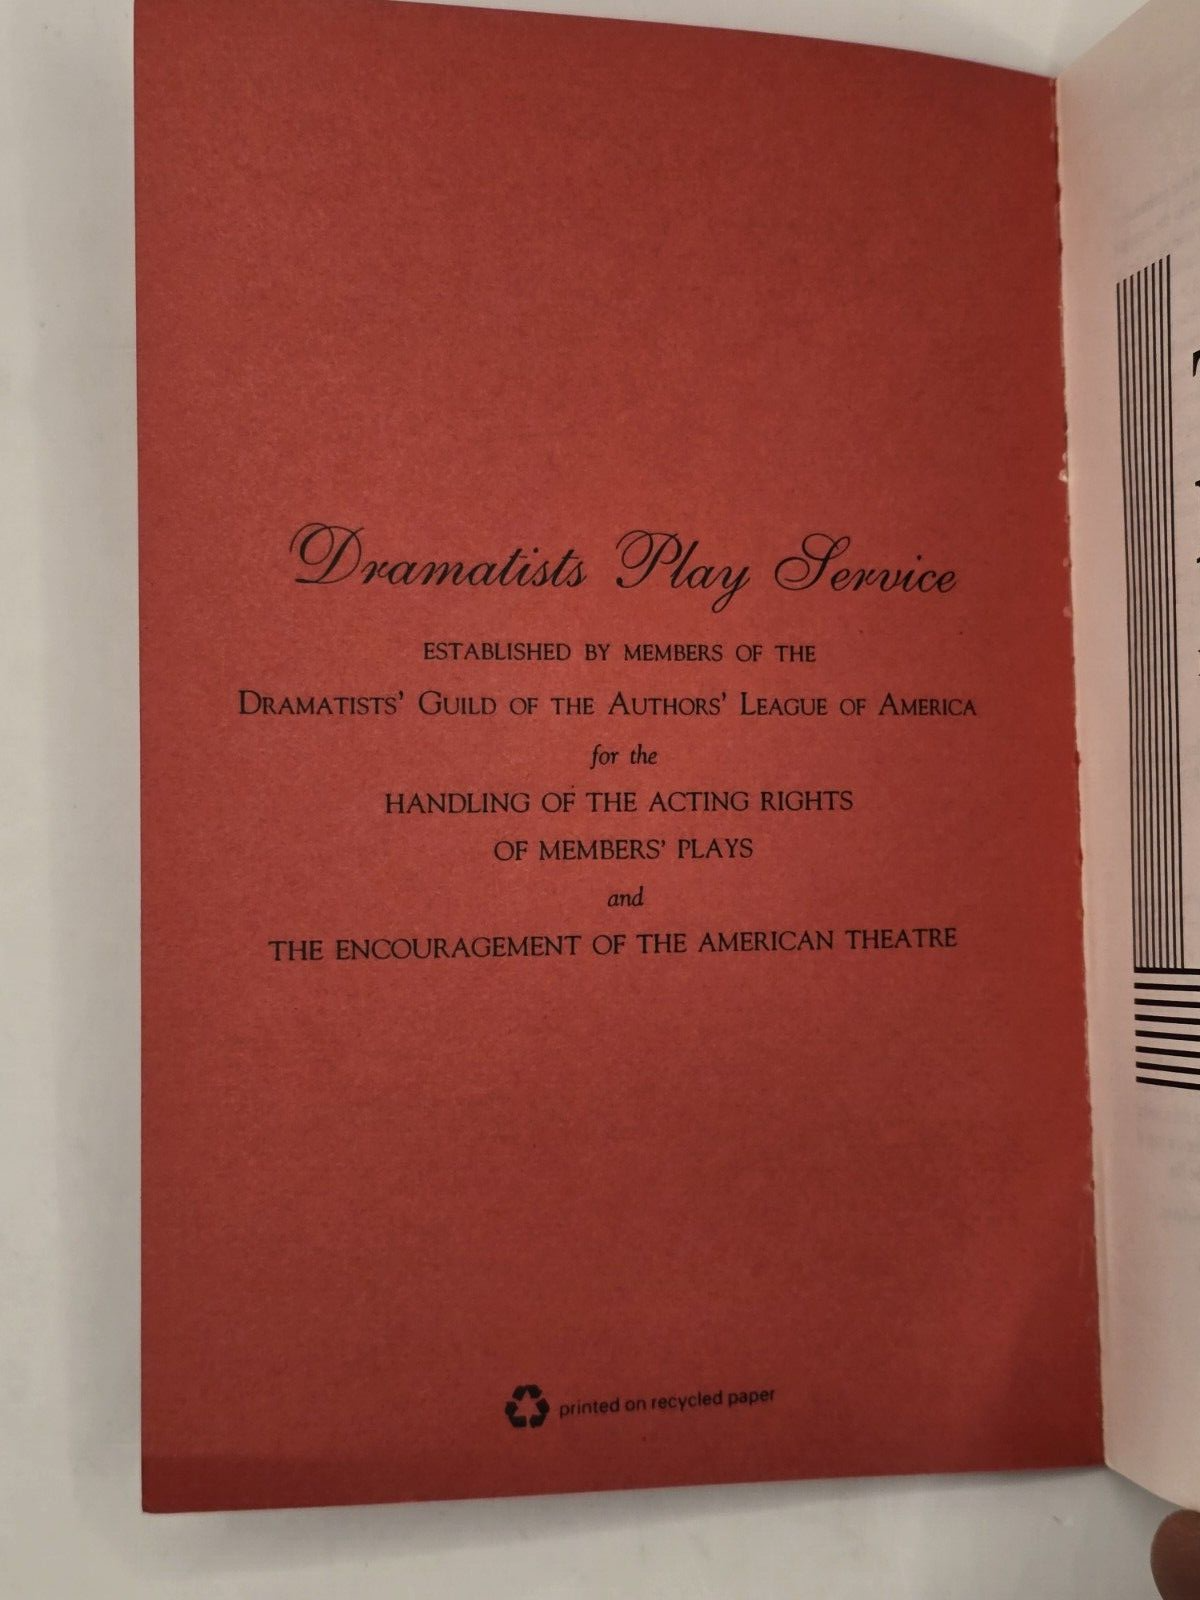 Dramatists Play Service
ESTABLISHED BY MEMBERS OF THE
DRAMATISTS' GUILD OF THE AUTHORS' LEAGUE OF AMERICA
for the
HANDLING OF THE ACTING RIGHTS
OF MEMBERS' PLAYS
and
THE ENCOURAGEMENT OF THE AMERICAN THEATRE
printed on recycled paper